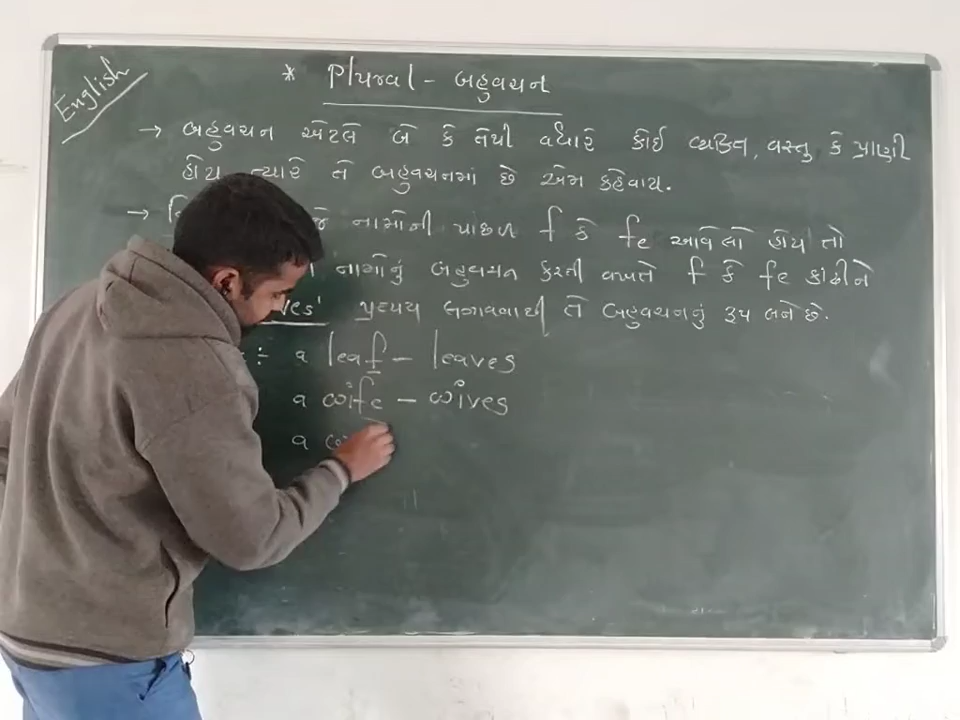 English
* Plural - બહુવચન
→ બહુવચન એટલે બે કે તેથી વધારે કોઈ વ્યક્તિ, વસ્તુ કે પ્રાણી
હોય ત્યારે તે બહુવચનમાં છે એમ કહેવાય.
→ જે નામોની પાછળ f કે fe આવેલો હોય તો
નામોનું બહુવચન કરતી વખતે f કે fe કાઢીને
ves' પ્રત્યય લગાવવાથી તે બહુવચનનું રૂપ બને છે.
÷ a leaf - leaves
a wife - wives
a